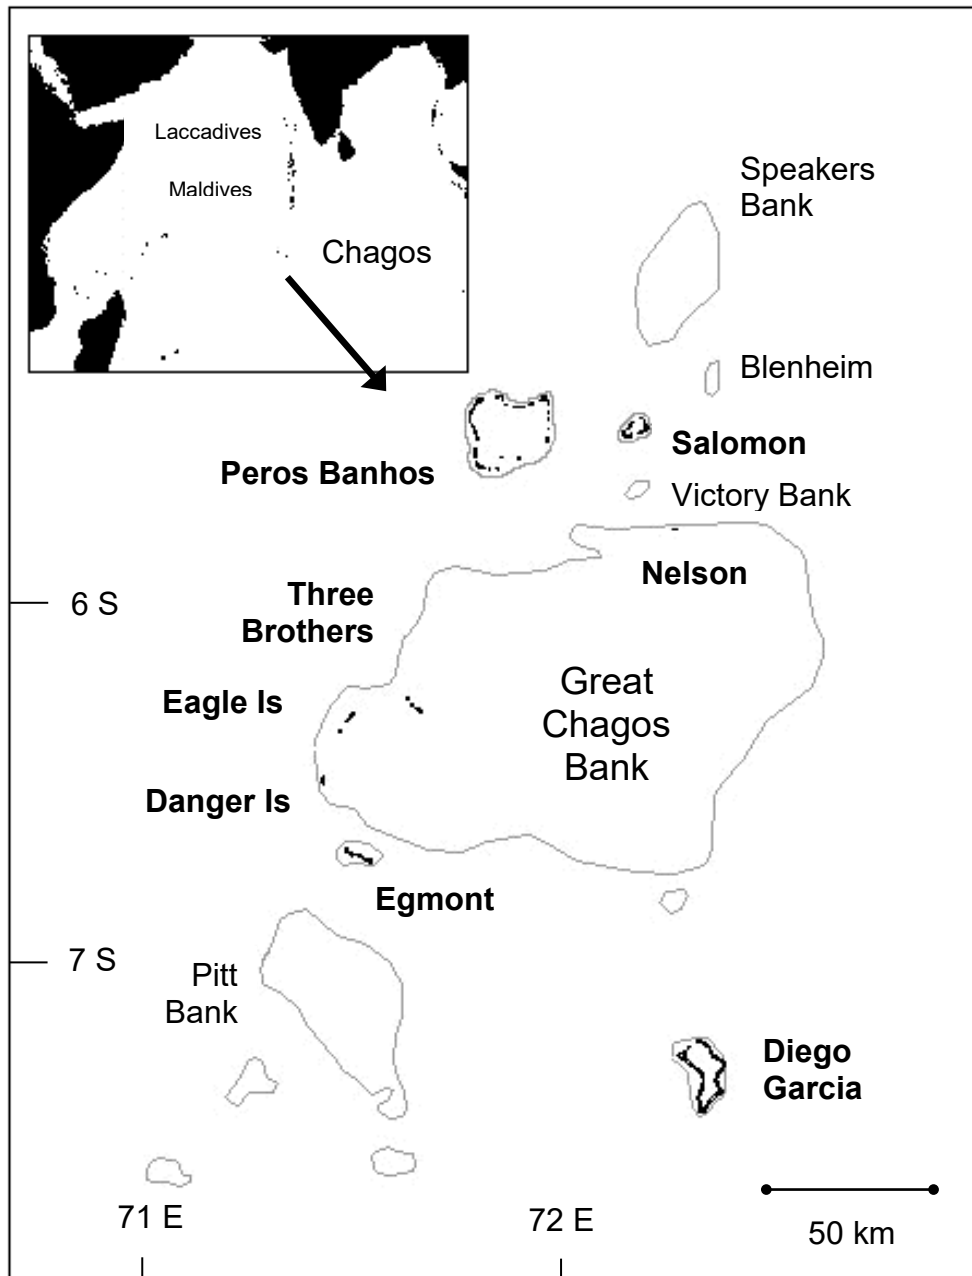 Laccadives
Maldives
Chagos
Speakers
Bank
Blenheim
Salomon
Peros Banhos
Victory Bank
Nelson
Three
Brothers
6 S
Great
Chagos
Bank
Eagle Is
Danger Is
Egmont
7 S
Pitt
Bank
Diego
Garcia
71 E
72 E
50 km